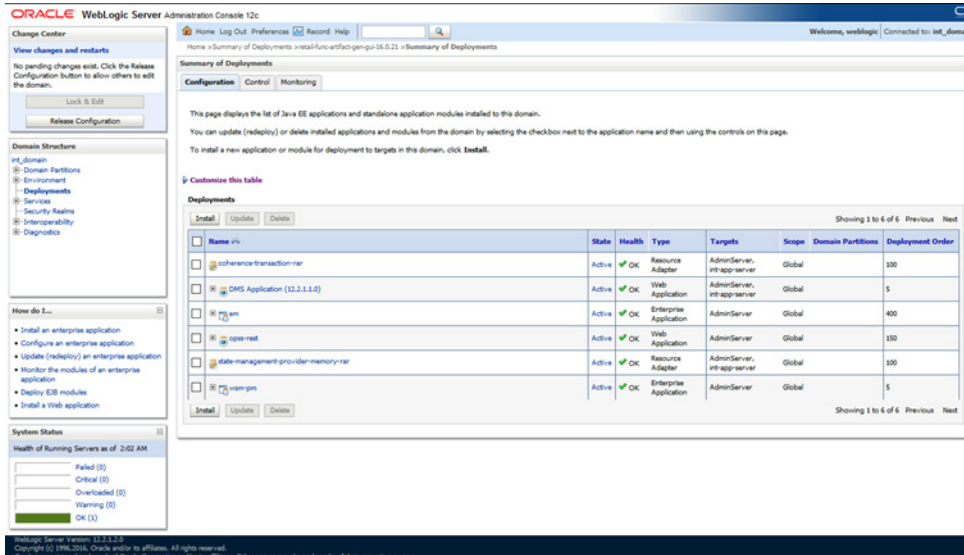 ORACLE WebLogic Server Administration Console 12c
Change Center
View changes and restarts
No pending changes exist. Click the Release
Configuration button to allow others to edit
the domain.
Lock & Edit
Release Configuration
Domain Structure
int_domain
Domain Partitions
Environment
Deployments
Services
Security Realms
Interoperability
Diagnostics
How do I...
Install an enterprise application
Configure an enterprise application
Update (redeploy) an enterprise application
Monitor the modules of an enterprise
application
Deploy EJB modules
Install a Web application
System Status
Health of Running Servers as of 2:02 AM
Failed (0)
Critical (0)
Overloaded (0)
Warning (0)
OK (1)
Home Log Out Preferences Record Help
Welcome, weblogic Connected to: int_doma
Home >Summary of Deployments >retail-func-artifact-gen-gui-16.0.21 >Summary of Deployments
Summary of Deployments
Configuration Control Monitoring
This page displays the list of Java EE applications and standalone application modules installed to this domain.
You can update (redeploy) or delete installed applications and modules from the domain by selecting the checkbox next to the application name and then using the controls on this page.
To install a new application or module for deployment to targets in this domain, click Install.
Customize this table
Deployments
Install Update Delete Showing 1 to 6 of 6 Previous Next
Name State Health Type Targets Scope Domain Partitions Deployment Order
coherence-transaction-rar Active OK Resource Adapter AdminServer, int-app-server Global 100
DMS Application (12.2.1.1.0) Active OK Web Application AdminServer, int-app-server Global 5
em Active OK Enterprise Application AdminServer Global 400
opss-rest Active OK Web Application AdminServer Global 150
state-management-provider-memory-rar Active OK Resource Adapter AdminServer, int-app-server Global 100
wsm-pm Active OK Enterprise Application AdminServer Global 5
Install Update Delete Showing 1 to 6 of 6 Previous Next
WebLogic Server Version: 12.2.1.2.0
Copyright (c) 1996,2016, Oracle and/or its affiliates. All rights reserved.